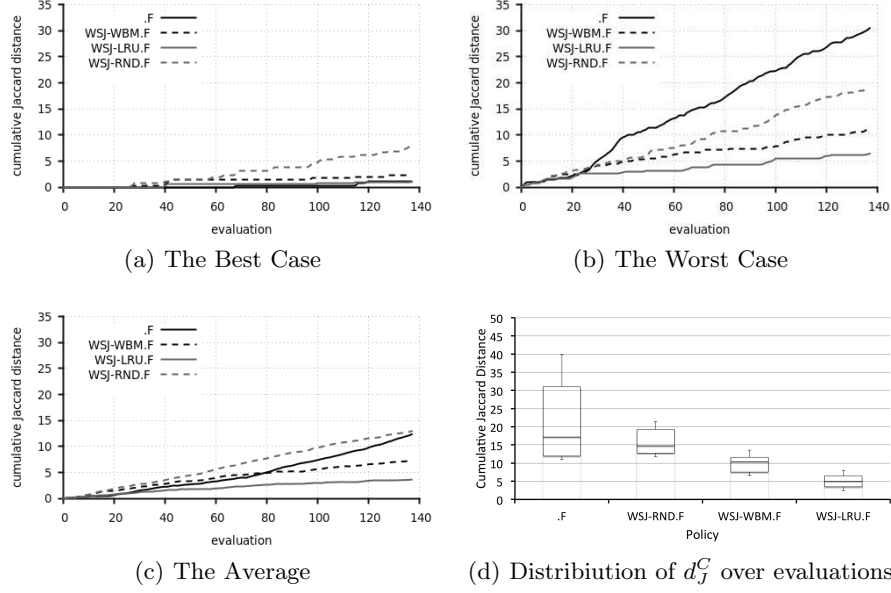 35
30
25
20
15
10
5
0
cumulative Jaccard distance
.F
WSJ-WBM.F
WSJ-LRU.F
WSJ-RND.F
0 20 40 60 80 100 120 140
evaluation
(a) The Best Case
35
30
25
20
15
10
5
0
cumulative Jaccard distance
.F
WSJ-WBM.F
WSJ-LRU.F
WSJ-RND.F
0 20 40 60 80 100 120 140
evaluation
(b) The Worst Case
35
30
25
20
15
10
5
0
cumulative Jaccard distance
.F
WSJ-WBM.F
WSJ-LRU.F
WSJ-RND.F
0 20 40 60 80 100 120 140
evaluation
(c) The Average
50
45
40
35
30
25
20
15
10
5
0
Cumulative Jaccard Distance
.F WSJ-RND.F WSJ-WBM.F WSJ-LRU.F
Policy
(d) Distribiution of d_J^C over evaluations